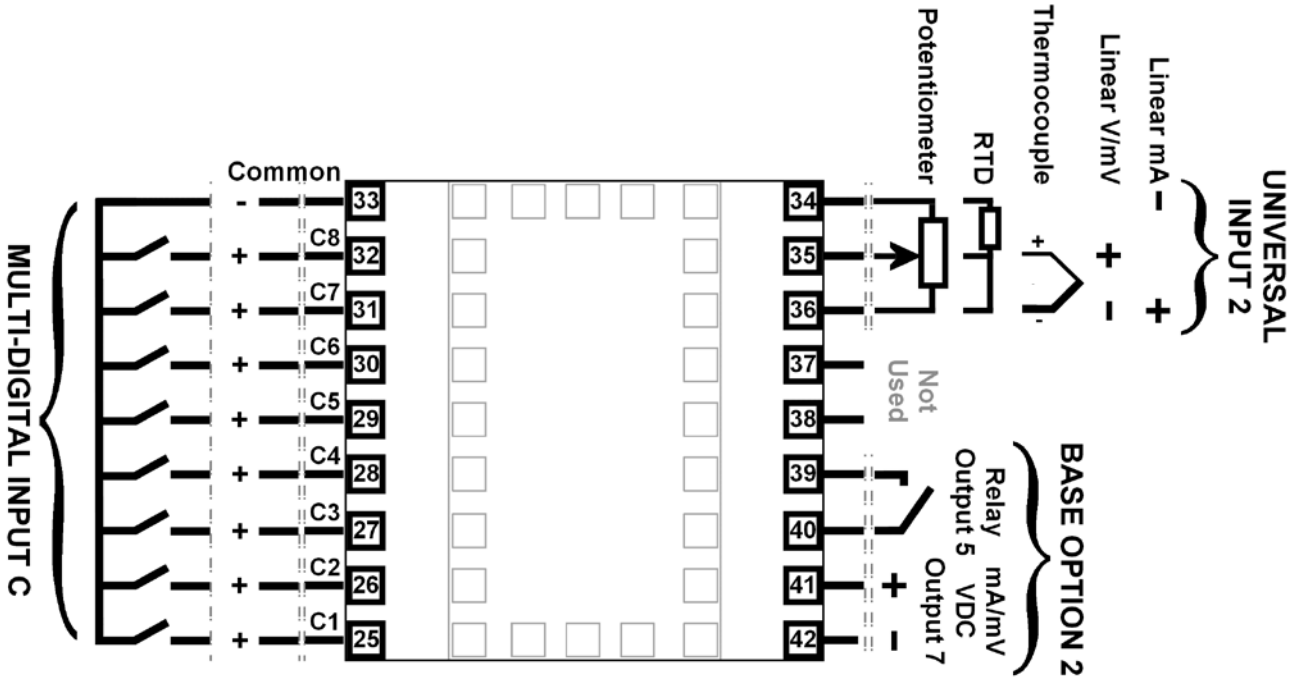 UNIVERSAL
INPUT 2
Linear mA
- +
Linear V/mV
+ -
Thermocouple
+
-
RTD
Potentiometer
Common
33
-
C8
32
+
C7
31
+
C6
30
+
C5
29
+
C4
28
+
C3
27
+
C2
26
+
C1
25
+
MULTI-DIGITAL INPUT C
34
35
36
37
38
39
40
41
42
Not
Used
BASE OPTION 2
Relay
Output 5
mA/mV
VDC
Output 7
+
-